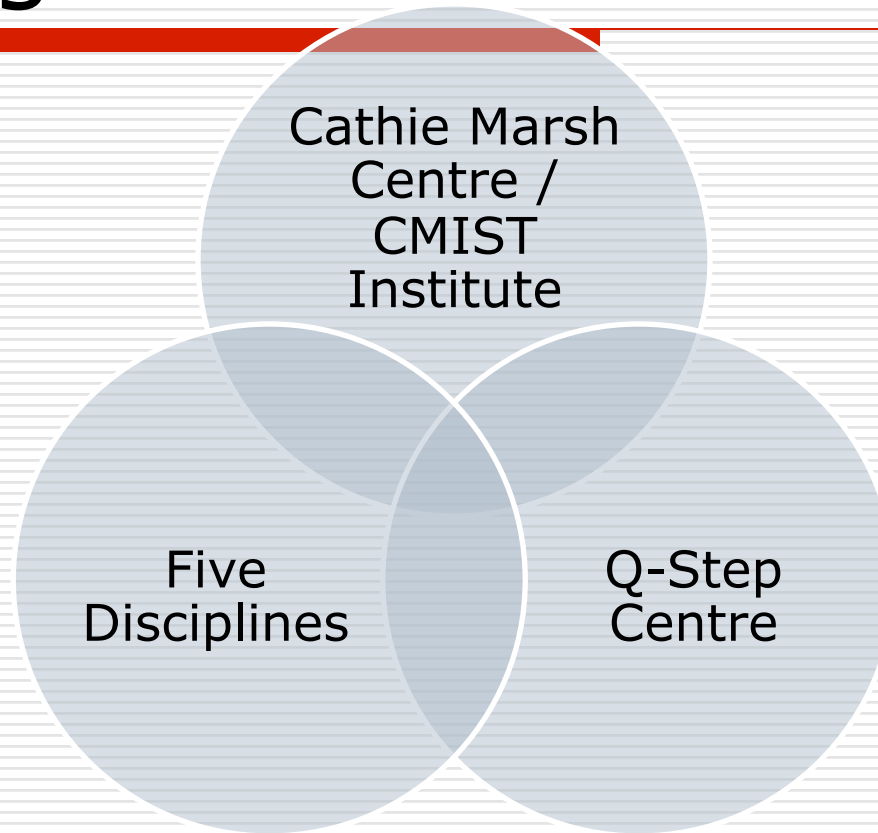 Cathie Marsh
Centre /
CMIST
Institute
Five
Disciplines
Q-Step
Centre